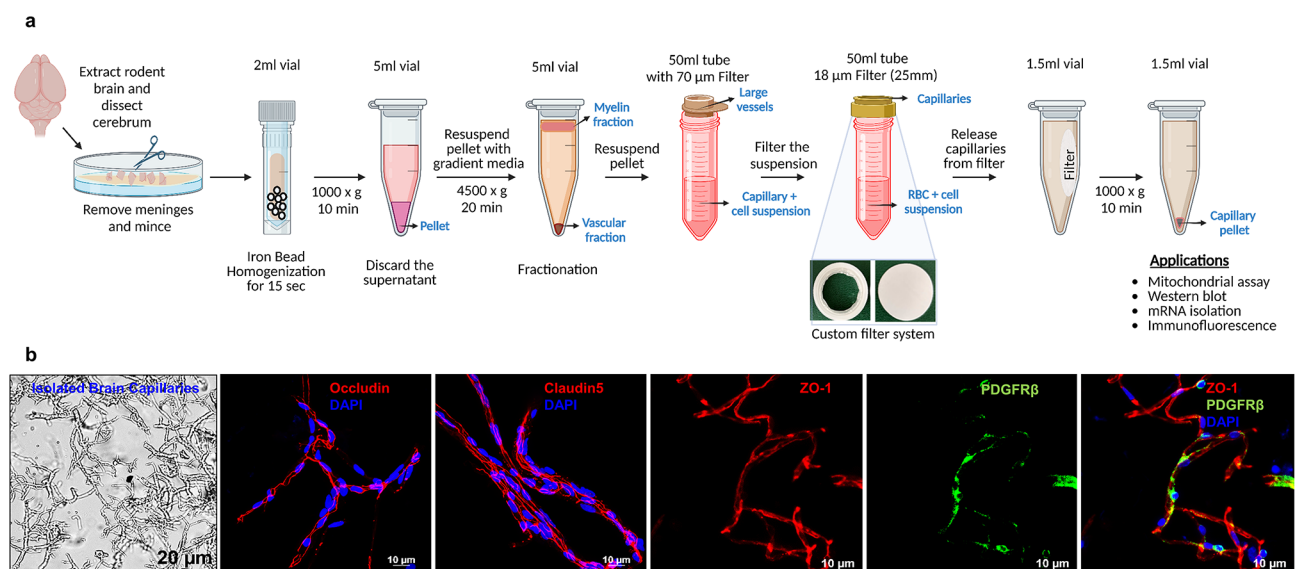 a
Extract rodent
brain and
dissect
cerebrum
Remove meninges
and mince
2ml vial
Iron Bead
Homogenization
for 15 sec
1000 x g
10 min
5ml vial
Pellet
Discard the
supernatant
Resuspend
pellet with
gradient media
4500 x g
20 min
5ml vial
Myelin
fraction
Vascular
fraction
Fractionation
Resuspend
pellet
50ml tube
with 70 µm Filter
Large
vessels
Capillary +
cell suspension
Filter the
suspension
50ml tube
18 µm Filter (25mm)
Capillaries
RBC + cell
suspension
Custom filter system
Release
capillaries
from filter
1.5ml vial
Filter
1000 x g
10 min
1.5ml vial
Capillary
pellet
Applications
• Mitochondrial assay
• Western blot
• mRNA isolation
• Immunofluorescence
b
Isolated Brain Capillaries
20 µm
Occludin
DAPI
10 µm
Claudin5
DAPI
10 µm
ZO-1
10 µm
PDGFRβ
10 µm
ZO-1
PDGFRβ
DAPI
10 µm